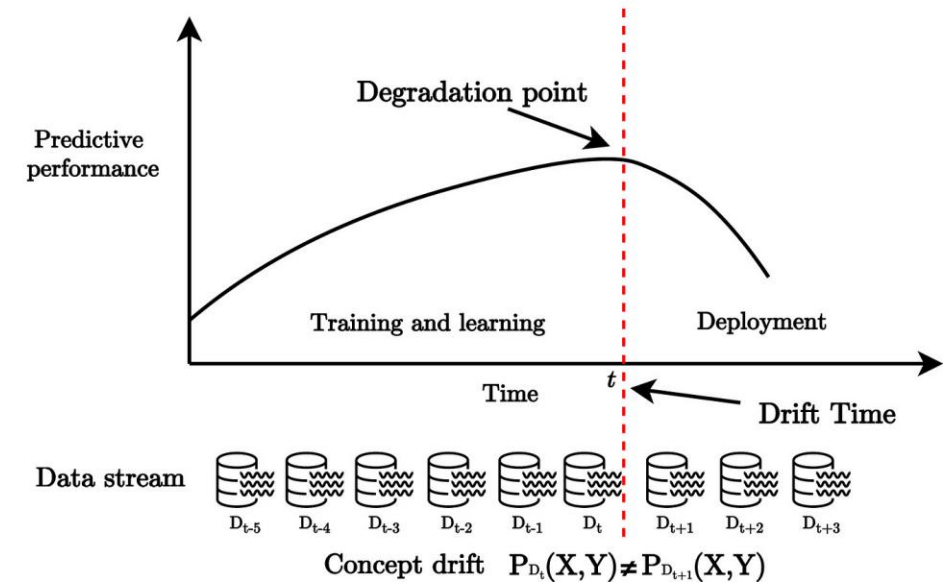 Degradation point
Predictive
performance
Training and learning
Deployment
Time
t
Drift Time
Data stream
D_{t-5} D_{t-4} D_{t-3} D_{t-2} D_{t-1} D_t D_{t+1} D_{t+2} D_{t+3}
Concept drift P_{D_t}(X,Y)≠P_{D_{t+1}}(X,Y)